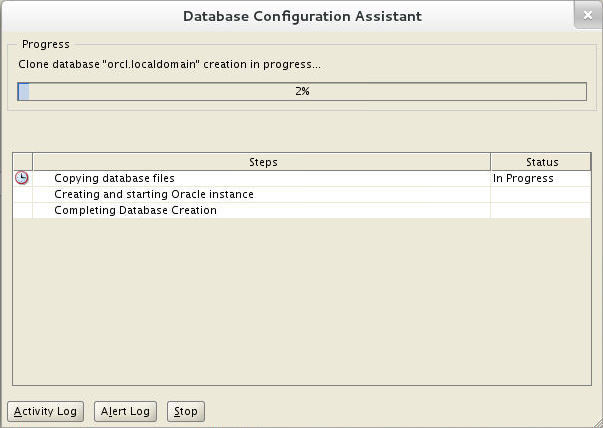 Database Configuration Assistant
Progress
Clone database "orcl.localdomain" creation in progress...
2%
Steps Status
Copying database files In Progress
Creating and starting Oracle instance
Completing Database Creation
Activity Log Alert Log Stop